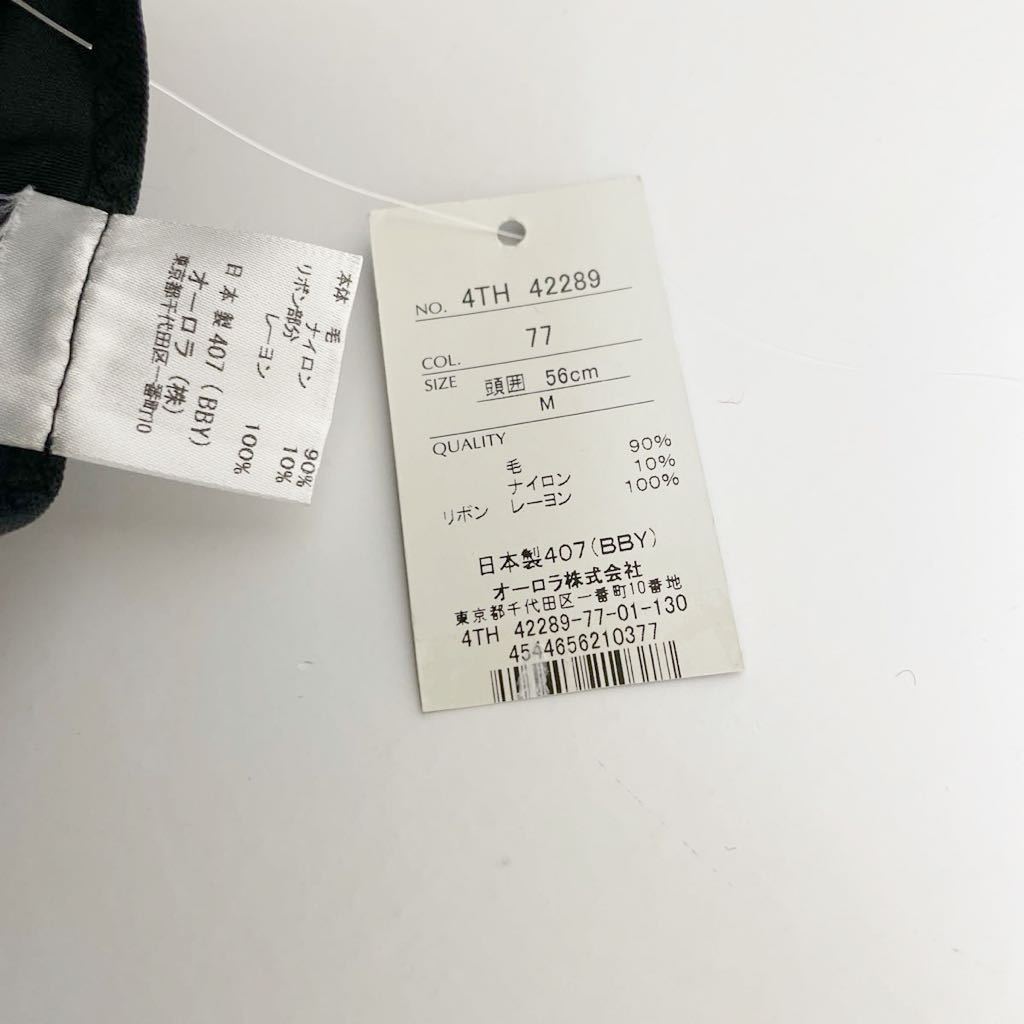 本体 毛 90%
ナイロン 10%
リボン部分 レーヨン 100%
日本製407(BBY)
オーロラ(株)
東京都千代田区一番町10
NO. 4TH 42289
COL. 77
SIZE 頭囲 56cm
M
QUALITY
毛 90%
ナイロン 10%
リボン レーヨン 100%
日本製407(BBY)
オーロラ株式会社
東京都千代田区一番町10番地
4TH 42289-77-01-130
4544656210377